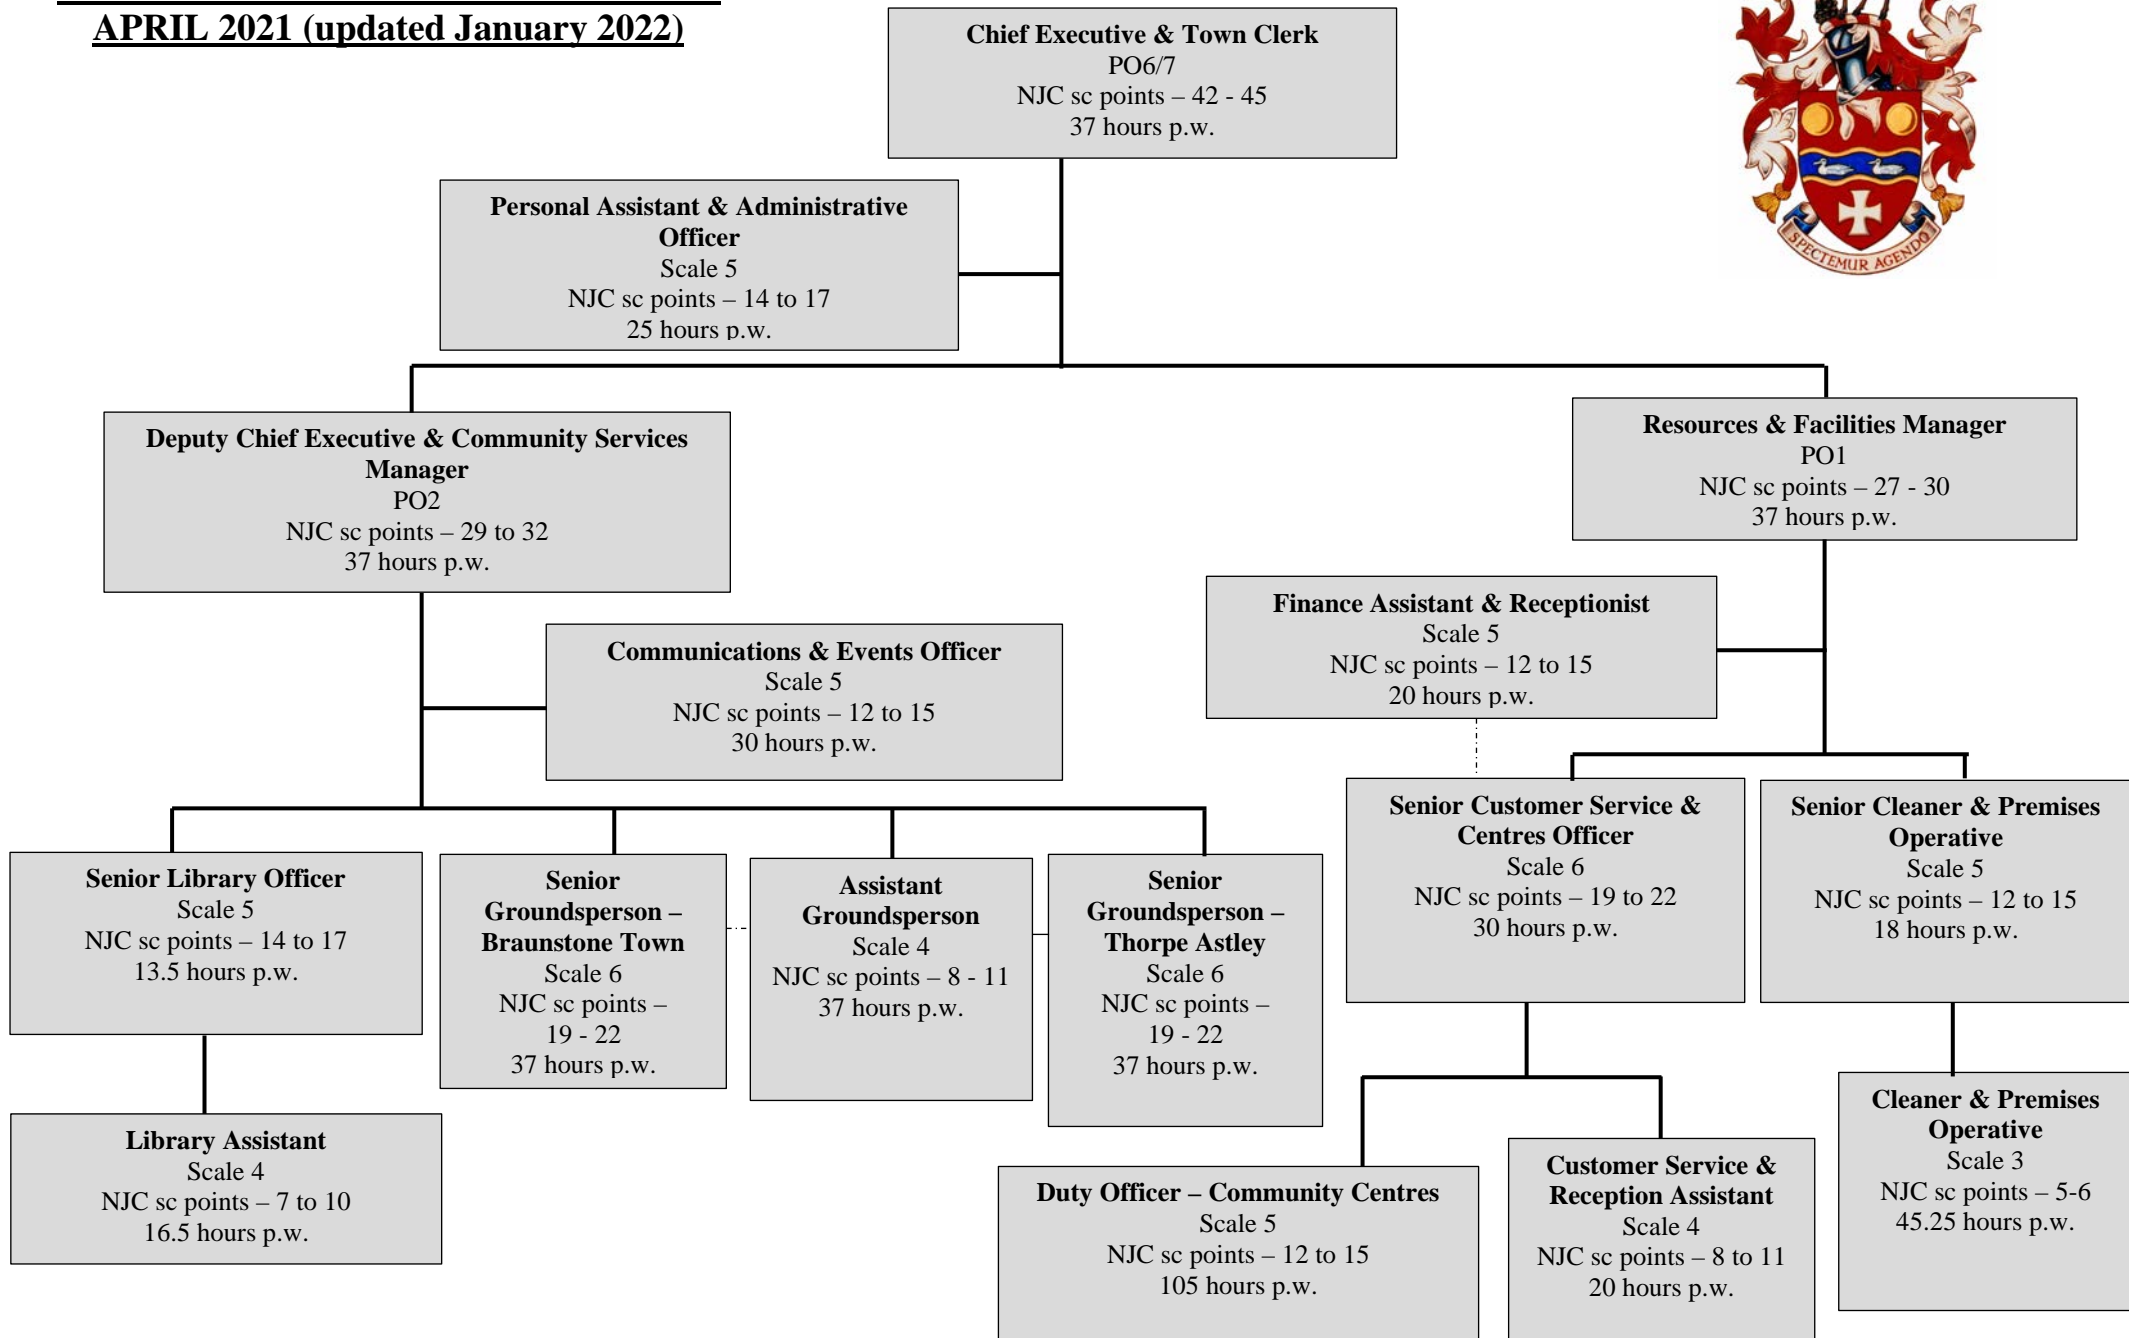 APRIL 2021 (updated January 2022)
Chief Executive & Town Clerk
PO6/7
NJC sc points – 42 - 45
37 hours p.w.
SPECTEMUR AGENDO
Personal Assistant & Administrative
Officer
Scale 5
NJC sc points – 14 to 17
25 hours p.w.
Deputy Chief Executive & Community Services
Manager
PO2
NJC sc points – 29 to 32
37 hours p.w.
Resources & Facilities Manager
PO1
NJC sc points – 27 - 30
37 hours p.w.
Communications & Events Officer
Scale 5
NJC sc points – 12 to 15
30 hours p.w.
Finance Assistant & Receptionist
Scale 5
NJC sc points – 12 to 15
20 hours p.w.
Senior Library Officer
Scale 5
NJC sc points – 14 to 17
13.5 hours p.w.
Senior
Groundsperson –
Braunstone Town
Scale 6
NJC sc points –
19 - 22
37 hours p.w.
Assistant
Groundsperson
Scale 4
NJC sc points – 8 - 11
37 hours p.w.
Senior
Groundsperson –
Thorpe Astley
Scale 6
NJC sc points –
19 - 22
37 hours p.w.
Senior Customer Service &
Centres Officer
Scale 6
NJC sc points – 19 to 22
30 hours p.w.
Senior Cleaner & Premises
Operative
Scale 5
NJC sc points – 12 to 15
18 hours p.w.
Library Assistant
Scale 4
NJC sc points – 7 to 10
16.5 hours p.w.
Duty Officer – Community Centres
Scale 5
NJC sc points – 12 to 15
105 hours p.w.
Customer Service &
Reception Assistant
Scale 4
NJC sc points – 8 to 11
20 hours p.w.
Cleaner & Premises
Operative
Scale 3
NJC sc points – 5-6
45.25 hours p.w.